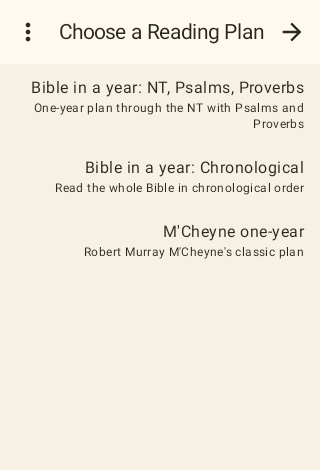 Choose a Reading Plan
Bible in a year: NT, Psalms, Proverbs
One-year plan through the NT with Psalms and
Proverbs
Bible in a year: Chronological
Read the whole Bible in chronological order
M'Cheyne one-year
Robert Murray M'Cheyne's classic plan